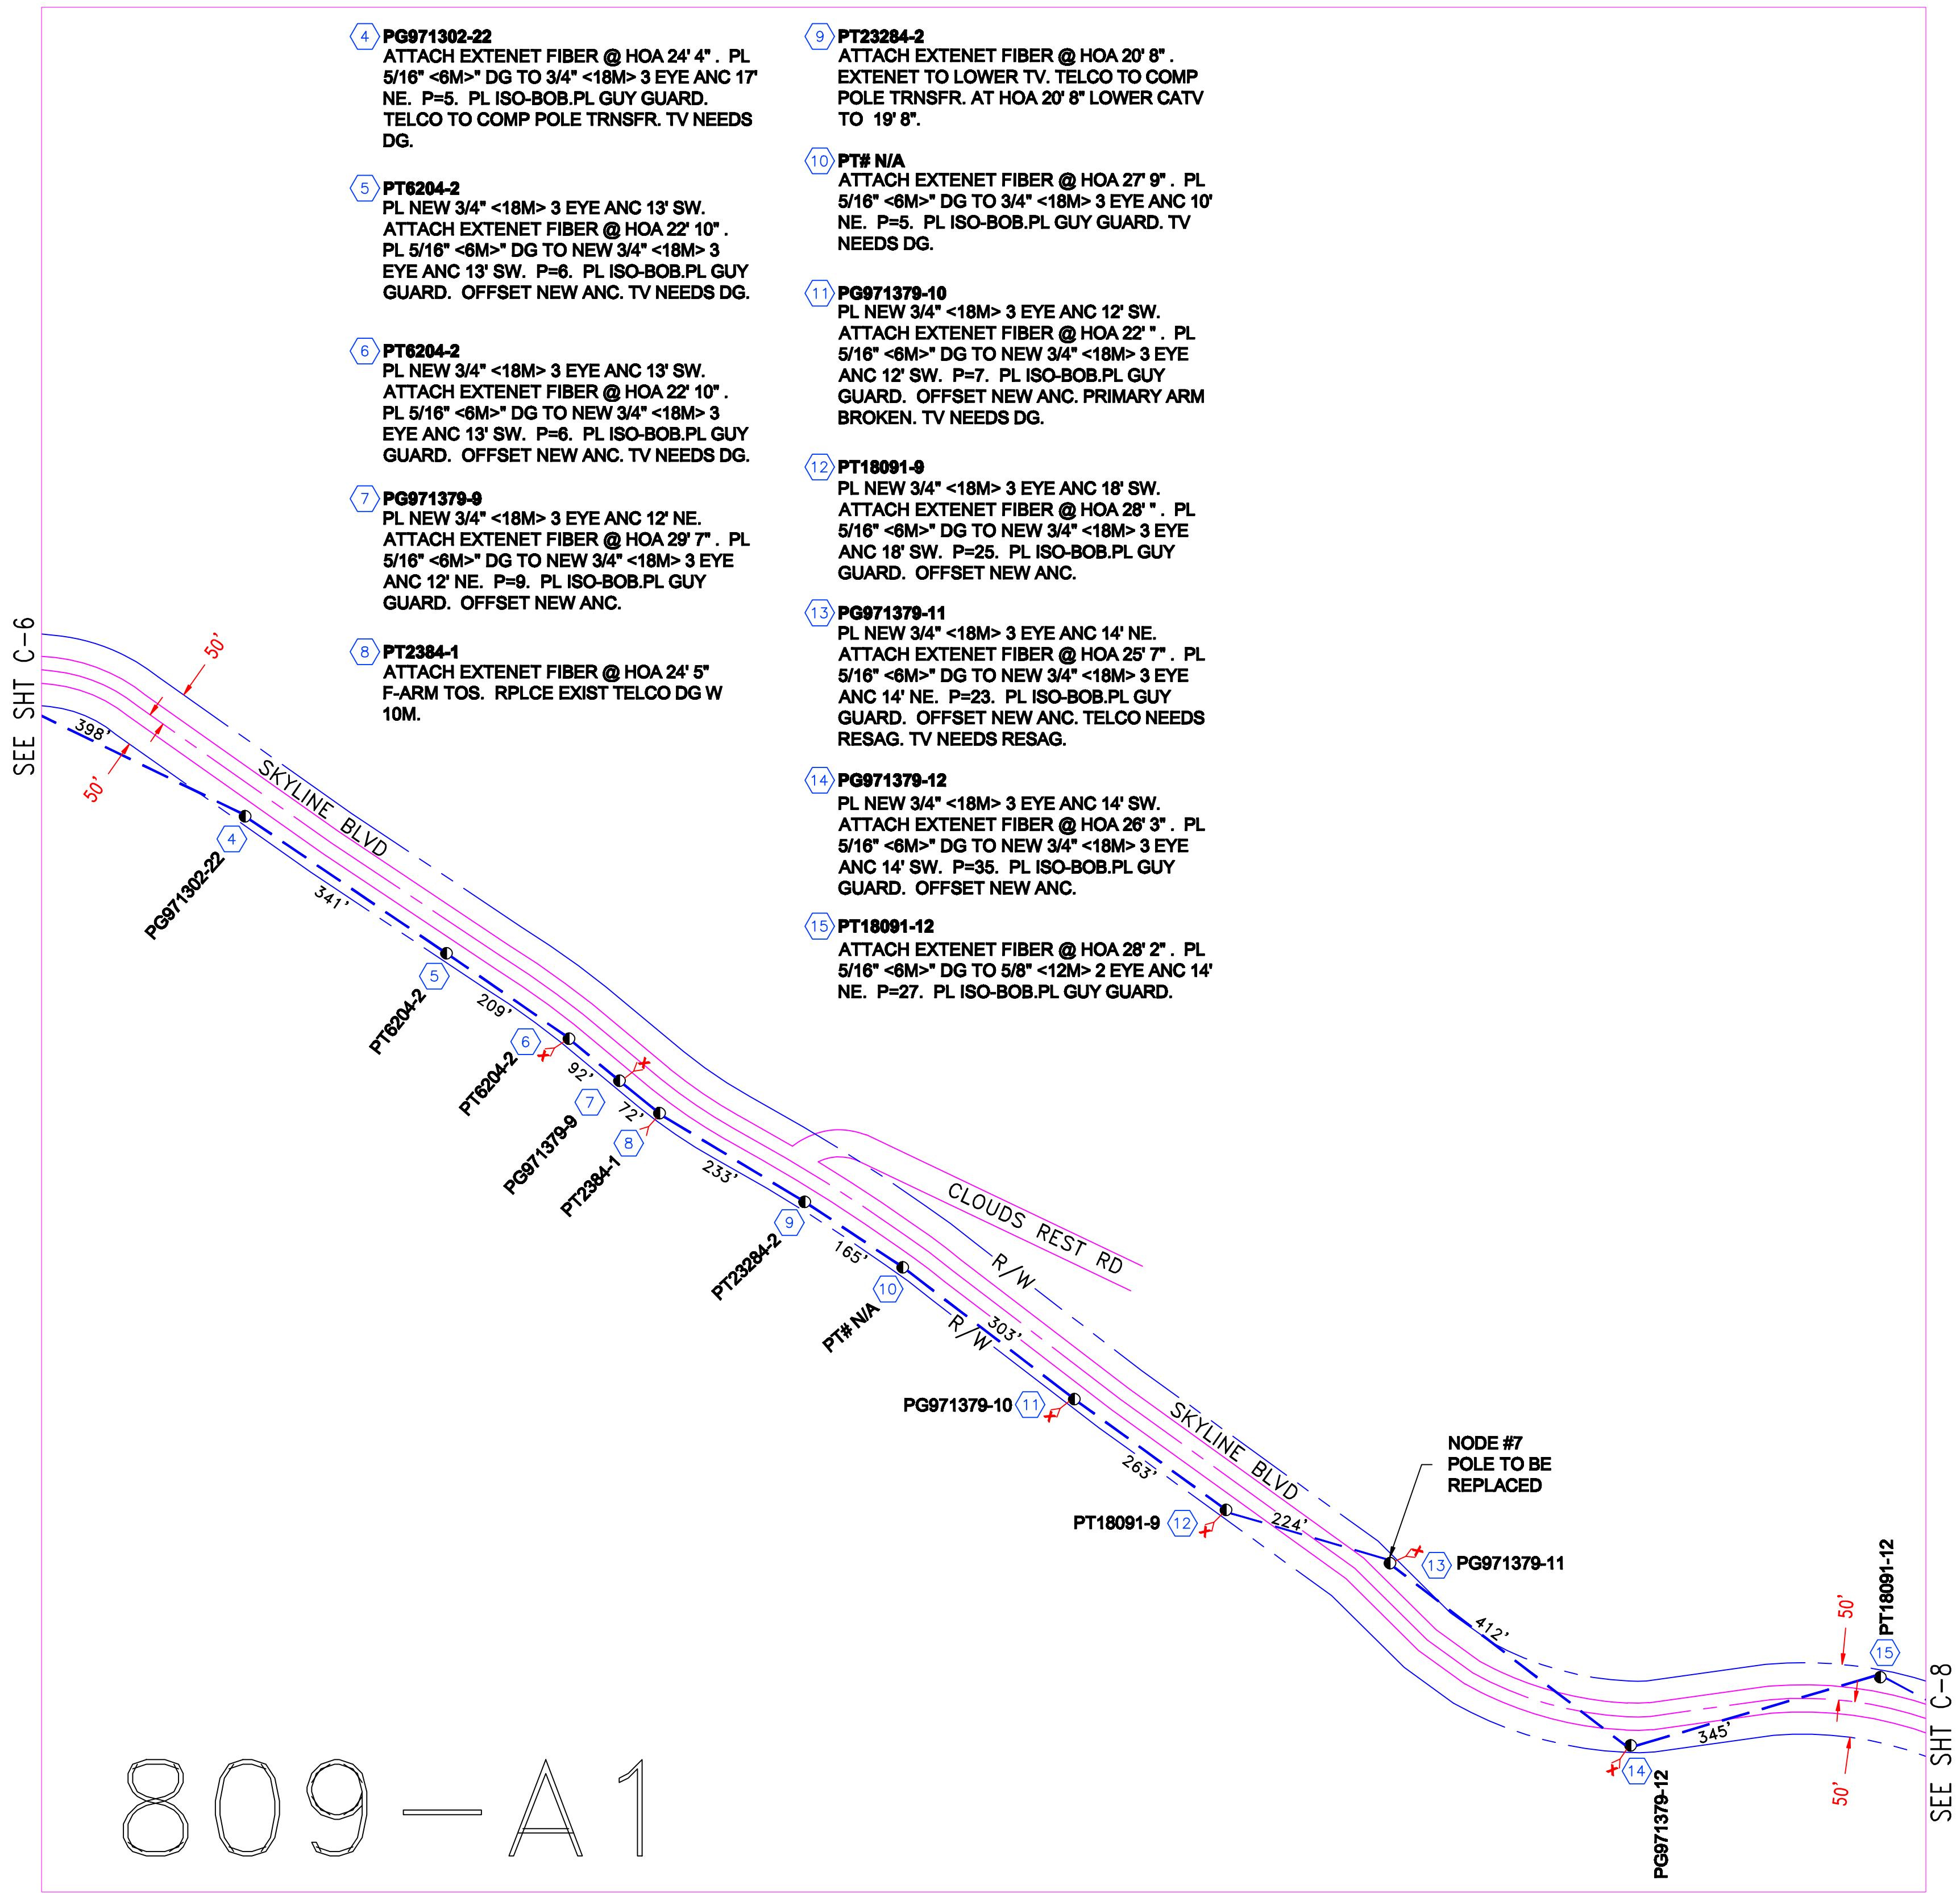 4 PG971302-22
ATTACH EXTENET FIBER @ HOA 24' 4" . PL
5/16" <6M>" DG TO 3/4" <18M> 3 EYE ANC 17'
NE. P=5. PL ISO-BOB.PL GUY GUARD.
TELCO TO COMP POLE TRNSFR. TV NEEDS
DG.
5 PT6204-2
PL NEW 3/4" <18M> 3 EYE ANC 13' SW.
ATTACH EXTENET FIBER @ HOA 22' 10" .
PL 5/16" <6M>" DG TO NEW 3/4" <18M> 3
EYE ANC 13' SW. P=6. PL ISO-BOB.PL GUY
GUARD. OFFSET NEW ANC. TV NEEDS DG.
6 PT6204-2
PL NEW 3/4" <18M> 3 EYE ANC 13' SW.
ATTACH EXTENET FIBER @ HOA 22' 10" .
PL 5/16" <6M>" DG TO NEW 3/4" <18M> 3
EYE ANC 13' SW. P=6. PL ISO-BOB.PL GUY
GUARD. OFFSET NEW ANC. TV NEEDS DG.
7 PG971379-9
PL NEW 3/4" <18M> 3 EYE ANC 12' NE.
ATTACH EXTENET FIBER @ HOA 29' 7" . PL
5/16" <6M>" DG TO NEW 3/4" <18M> 3 EYE
ANC 12' NE. P=9. PL ISO-BOB.PL GUY
GUARD. OFFSET NEW ANC.
8 PT2384-1
ATTACH EXTENET FIBER @ HOA 24' 5"
F-ARM TOS. RPLCE EXIST TELCO DG W
10M.
9 PT23284-2
ATTACH EXTENET FIBER @ HOA 20' 8" .
EXTENET TO LOWER TV. TELCO TO COMP
POLE TRNSFR. AT HOA 20' 8" LOWER CATV
TO 19' 8".
10 PT# N/A
ATTACH EXTENET FIBER @ HOA 27' 9" . PL
5/16" <6M>" DG TO 3/4" <18M> 3 EYE ANC 10'
NE. P=5. PL ISO-BOB.PL GUY GUARD. TV
NEEDS DG.
11 PG971379-10
PL NEW 3/4" <18M> 3 EYE ANC 12' SW.
ATTACH EXTENET FIBER @ HOA 22' " . PL
5/16" <6M>" DG TO NEW 3/4" <18M> 3 EYE
ANC 12' SW. P=7. PL ISO-BOB.PL GUY
GUARD. OFFSET NEW ANC. PRIMARY ARM
BROKEN. TV NEEDS DG.
12 PT18091-9
PL NEW 3/4" <18M> 3 EYE ANC 18' SW.
ATTACH EXTENET FIBER @ HOA 28' " . PL
5/16" <6M>" DG TO NEW 3/4" <18M> 3 EYE
ANC 18' SW. P=25. PL ISO-BOB.PL GUY
GUARD. OFFSET NEW ANC.
13 PG971379-11
PL NEW 3/4" <18M> 3 EYE ANC 14' NE.
ATTACH EXTENET FIBER @ HOA 25' 7" . PL
5/16" <6M>" DG TO NEW 3/4" <18M> 3 EYE
ANC 14' NE. P=23. PL ISO-BOB.PL GUY
GUARD. OFFSET NEW ANC. TELCO NEEDS
RESAG. TV NEEDS RESAG.
14 PG971379-12
PL NEW 3/4" <18M> 3 EYE ANC 14' SW.
ATTACH EXTENET FIBER @ HOA 26' 3" . PL
5/16" <6M>" DG TO NEW 3/4" <18M> 3 EYE
ANC 14' SW. P=35. PL ISO-BOB.PL GUY
GUARD. OFFSET NEW ANC.
15 PT18091-12
ATTACH EXTENET FIBER @ HOA 28' 2" . PL
5/16" <6M>" DG TO 5/8" <12M> 2 EYE ANC 14'
NE. P=27. PL ISO-BOB.PL GUY GUARD.
SEE SHT C-6
50'
398'
50'
SKYLINE BLVD
4
PG971302-22
341'
5
PT6204-2
209'
6
PT6204-2
92'
7
PG971379-9
72'
8
PT2384-1
233'
9
PT23284-2
165'
10
PT# N/A
CLOUDS REST RD
R/W
R/W
303'
PG971379-10 11
263'
SKYLINE BLVD
PT18091-9 12
224'
NODE #7
POLE TO BE
REPLACED
13 PG971379-11
412'
14
PG971379-12
345'
50'
50'
15
PT18091-12
SEE SHT C-8
809-A1